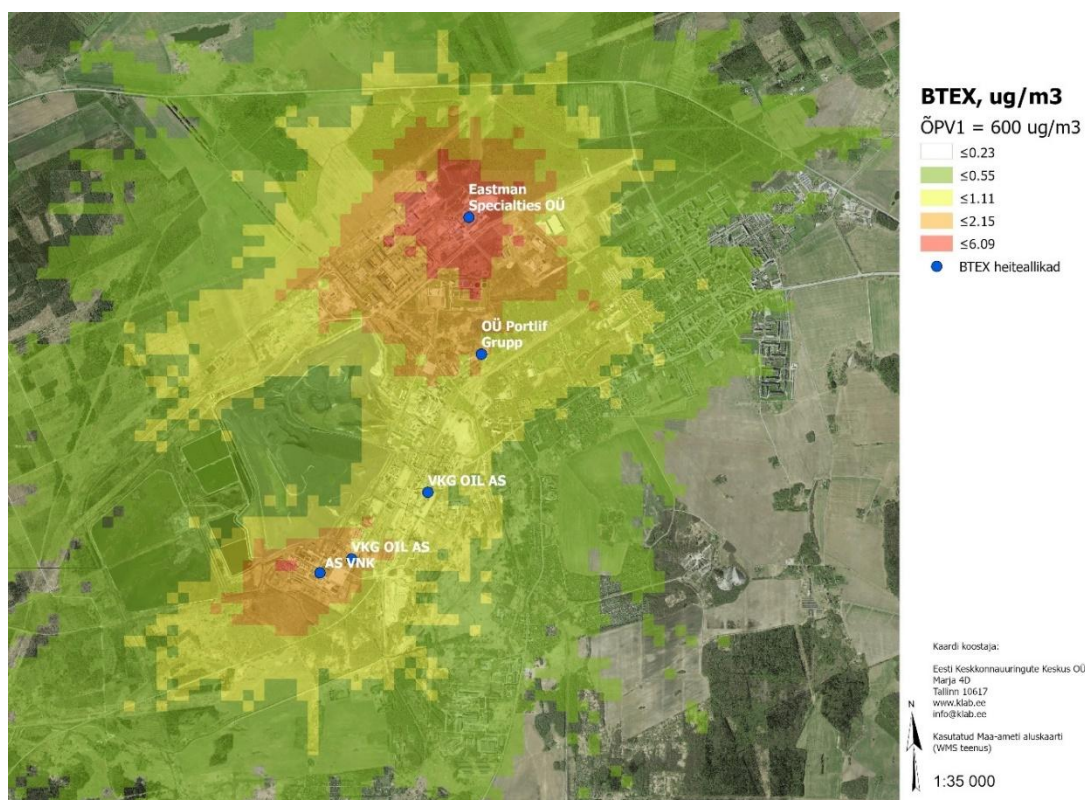 Eastman
Specialties OÜ
OÜ Portlif
Grupp
VKG OIL AS
VKG OIL AS
AS VNK
BTEX, ug/m3
ÕPV1 = 600 ug/m3
≤0.23
≤0.55
≤1.11
≤2.15
≤6.09
BTEX heiteallikad
Kaardi koostaja:
Eesti Keskkonnauuringute Keskus OÜ
Marja 4D
Tallinn 10617
www.klab.ee
info@klab.ee
Kasutatud Maa-ameti aluskaarti
(WMS teenus)
N
1:35 000